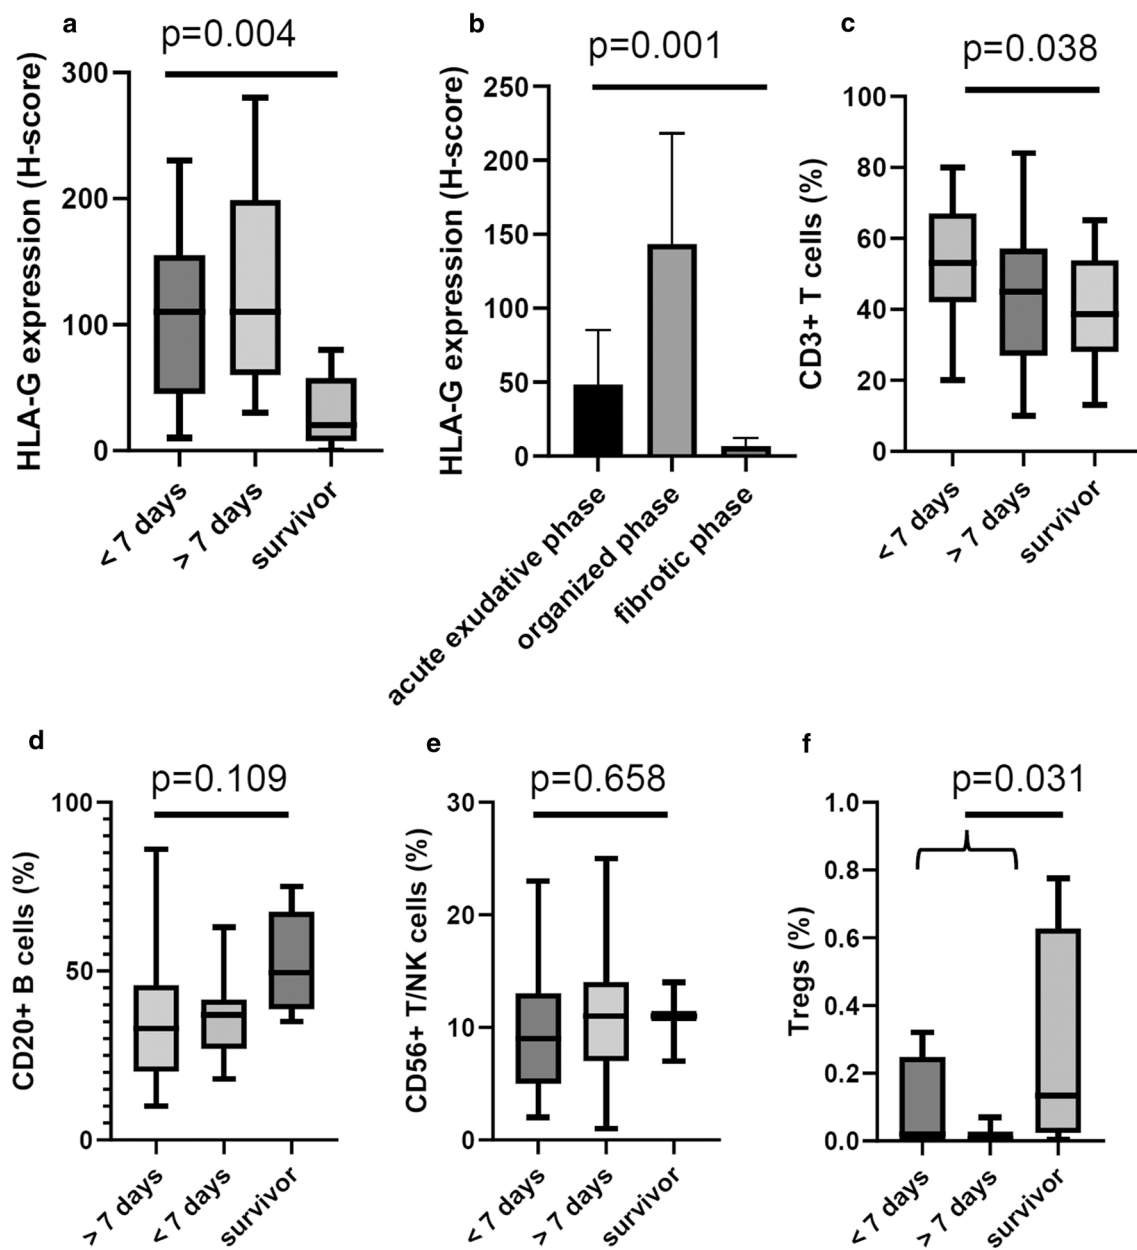 a
p=0.004
HLA-G expression (H-score)
300
200
100
0
< 7 days
> 7 days
survivor
b
p=0.001
HLA-G expression (H-score)
250
200
150
100
50
0
acute exudative phase
organized phase
fibrotic phase
c
p=0.038
CD3+ T cells (%)
100
80
60
40
20
0
< 7 days
> 7 days
survivor
d
p=0.109
CD20+ B cells (%)
100
50
0
> 7 days
< 7 days
survivor
e
p=0.658
CD56+ T/NK cells (%)
30
20
10
0
< 7 days
> 7 days
survivor
f
p=0.031
Tregs (%)
1.0
0.8
0.6
0.4
0.2
0.0
< 7 days
> 7 days
survivor